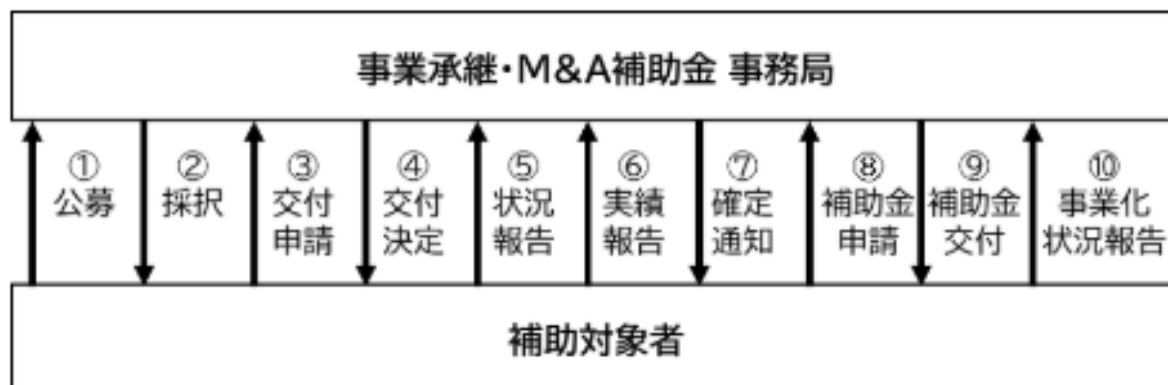 事業承継・M&A補助金 事務局
①
公募
②
採択
③
交付
申請
④
交付
決定
⑤
状況
報告
⑥
実績
報告
⑦
確定
通知
⑧
補助金
申請
⑨
補助金
交付
⑩
事業化
状況報告
補助対象者